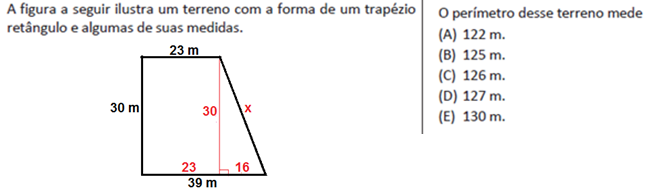 A figura a seguir ilustra um terreno com a forma de um trapézio
retângulo e algumas de suas medidas.
23 m
30 m
30
x
23
16
39 m
O perímetro desse terreno mede
(A) 122 m.
(B) 125 m.
(C) 126 m.
(D) 127 m.
(E) 130 m.